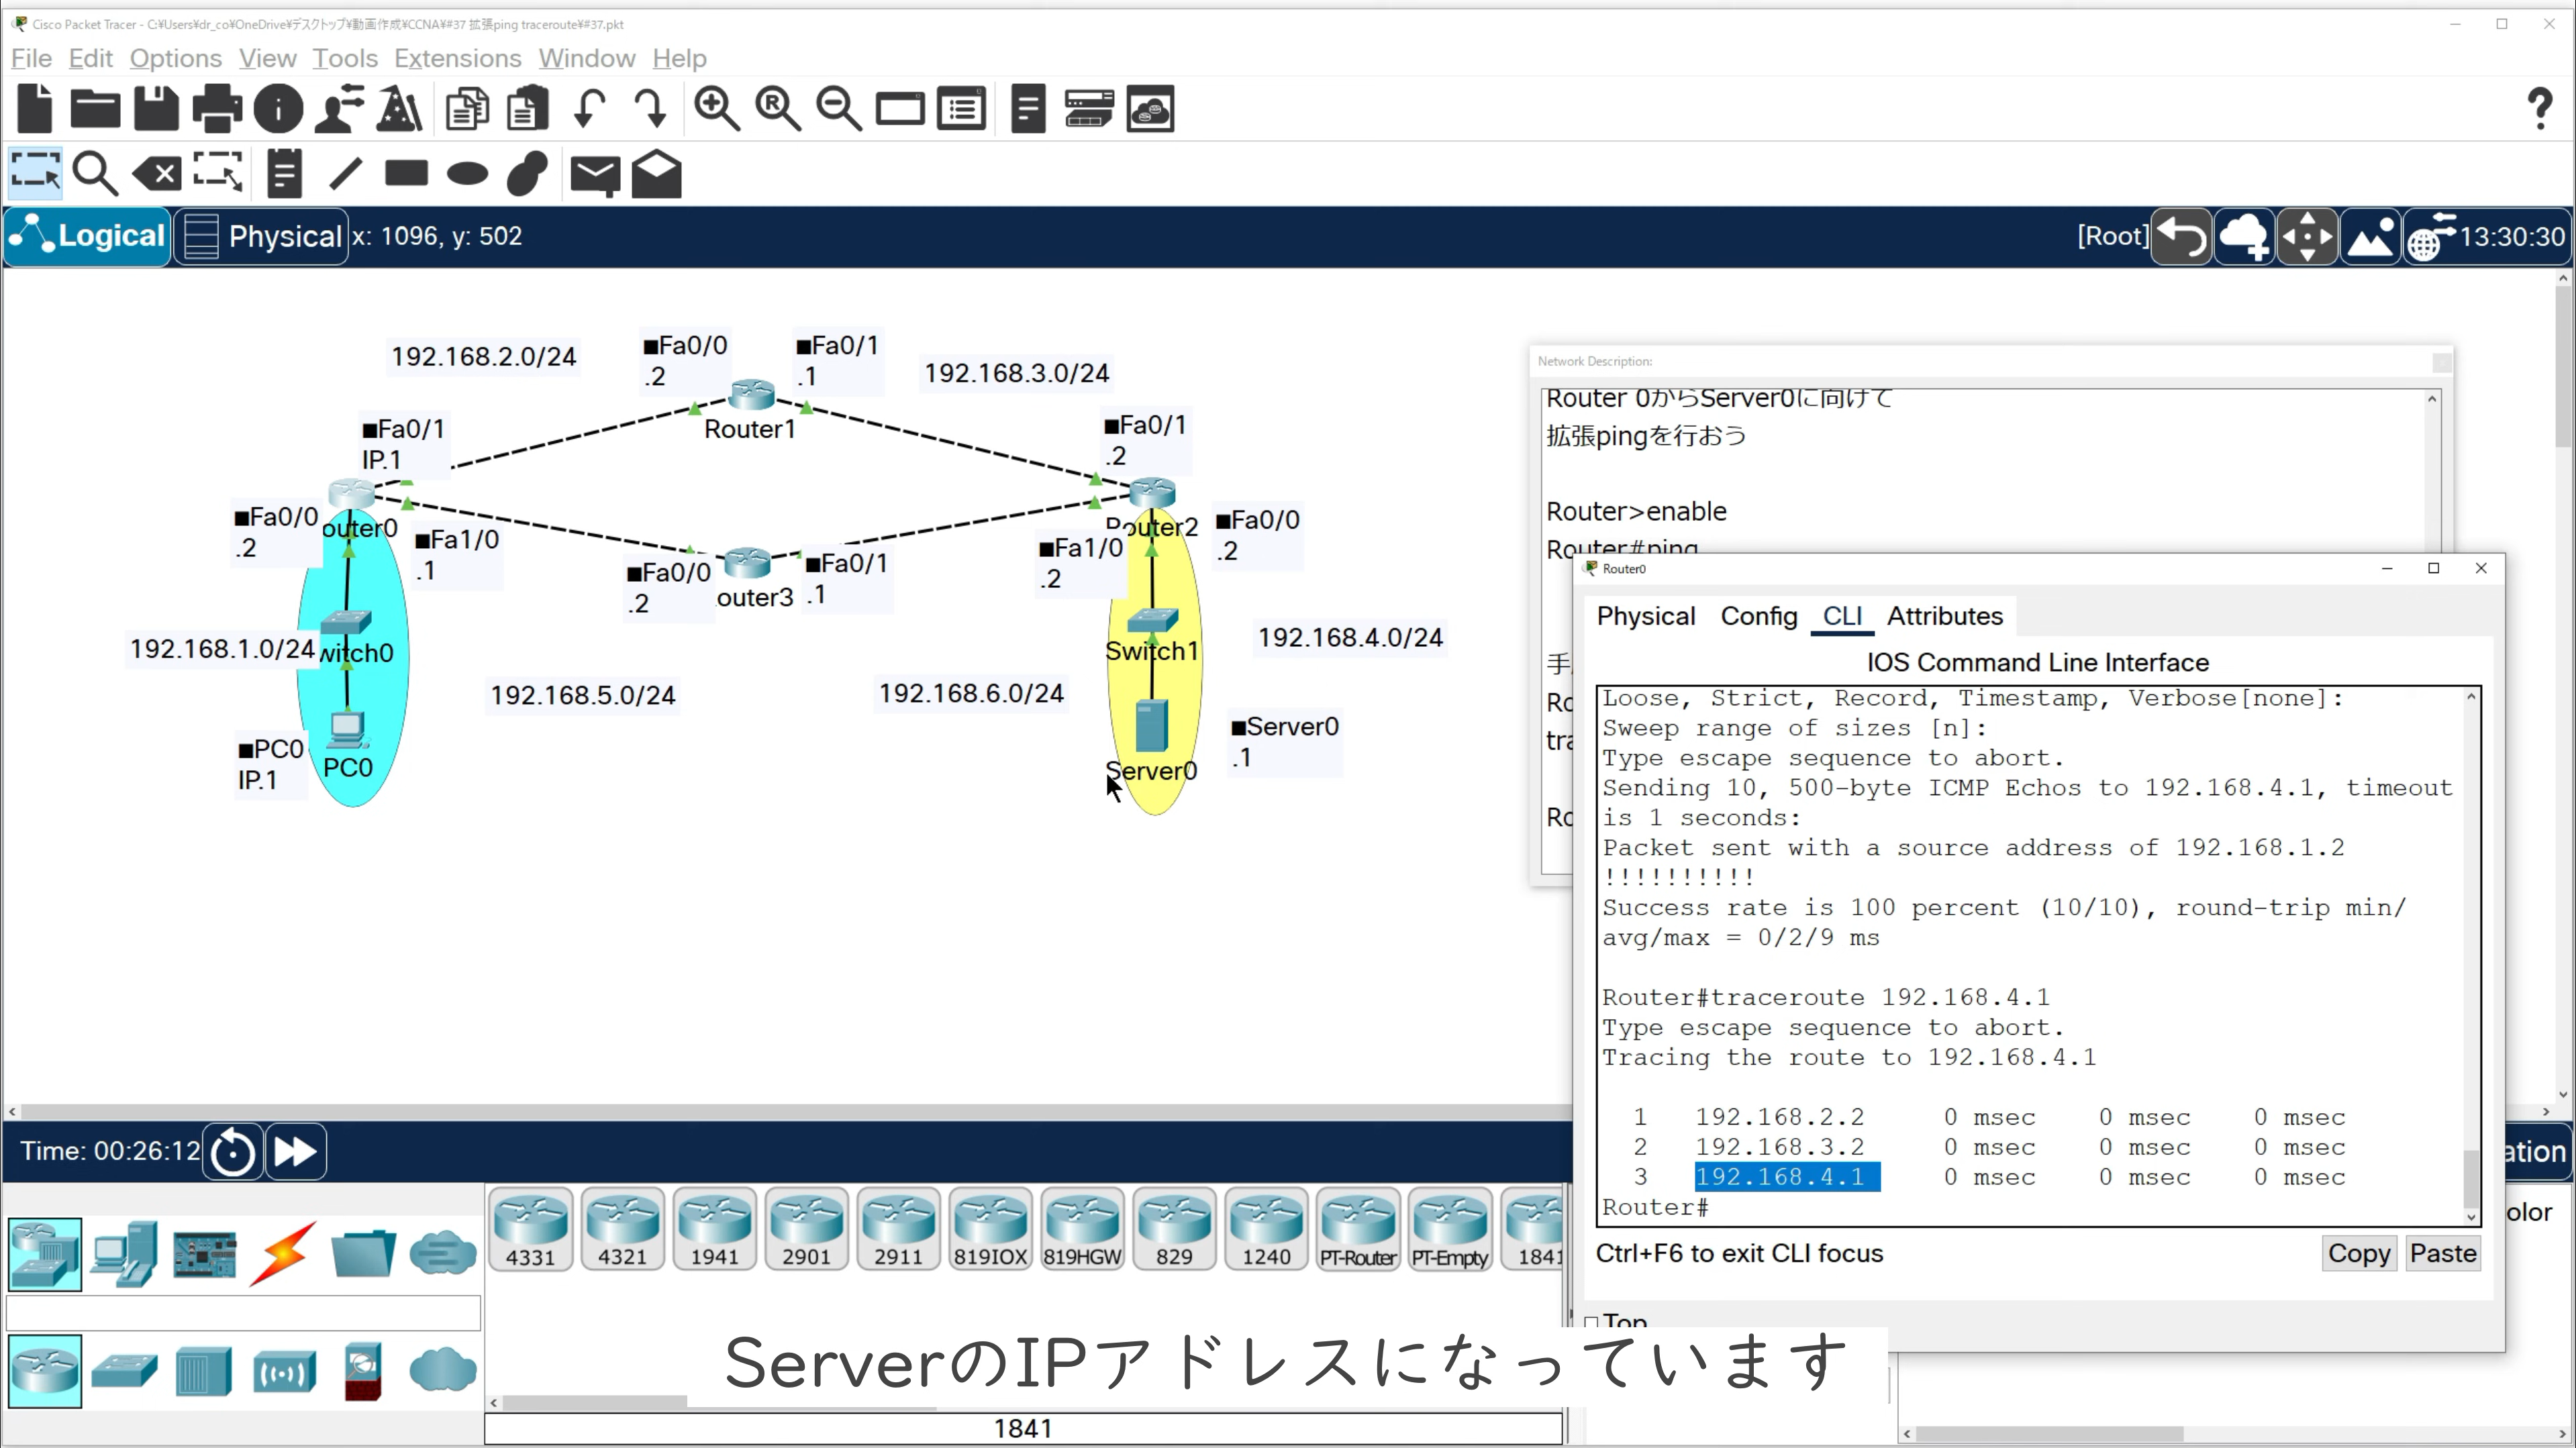 Cisco Packet Tracer - C:¥Users¥dr_co¥OneDrive¥デスクトップ¥動画作成¥CCNA¥#37 拡張ping traceroute¥#37.pkt
File Edit Options View Tools Extensions Window Help
Logical Physical x: 1096, y: 502 [Root] 13:30:30
192.168.2.0/24
■Fa0/0
.2
■Fa0/1
.1
192.168.3.0/24
Router1
■Fa0/1
IP.1
■Fa0/1
.2
■Fa0/0
.2
outer0
■Fa1/0
.1
■Fa0/0
.2
outer3
■Fa0/1
.1
Router2
■Fa1/0
.2
■Fa0/0
.2
192.168.1.0/24
witch0
192.168.5.0/24
192.168.6.0/24
Switch1
192.168.4.0/24
■PC0
IP.1
PC0
■Server0
.1
Server0
Network Description:
Router 0からServer0に向けて
拡張pingを行おう
Router>enable
Router#ping
手
Ro
tra
Ro
Router0
Physical Config CLI Attributes
IOS Command Line Interface
Loose, Strict, Record, Timestamp, Verbose[none]:
Sweep range of sizes [n]:
Type escape sequence to abort.
Sending 10, 500-byte ICMP Echos to 192.168.4.1, timeout
is 1 seconds:
Packet sent with a source address of 192.168.1.2
!!!!!!!!!!
Success rate is 100 percent (10/10), round-trip min/
avg/max = 0/2/9 ms
Router#traceroute 192.168.4.1
Type escape sequence to abort.
Tracing the route to 192.168.4.1
1 192.168.2.2 0 msec 0 msec 0 msec
2 192.168.3.2 0 msec 0 msec 0 msec
3 192.168.4.1 0 msec 0 msec 0 msec
Router#
Ctrl+F6 to exit CLI focus
Copy Paste
Top
Time: 00:26:12
ation
olor
4331 4321 1941 2901 2911 819IOX 819HGW 829 1240 PT-Router PT-Empty 1841
ServerのIPアドレスになっています
1841